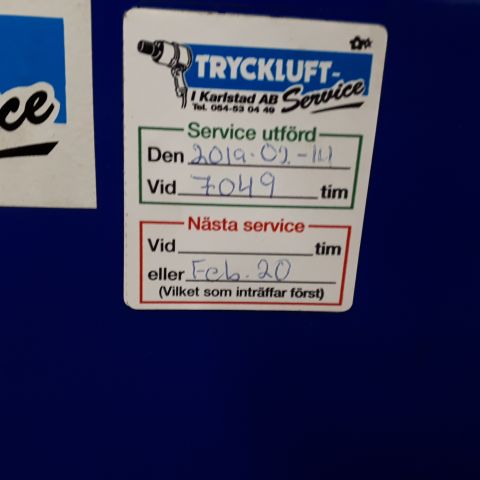 TRYCKLUFT-
Service
I Karlstad AB
Tel. 054-53 04 49
Service utförd
Den 2019-02-14
Vid 7049 tim
Nästa service
Vid tim
eller Feb. 20
(Vilket som inträffar först)
ce